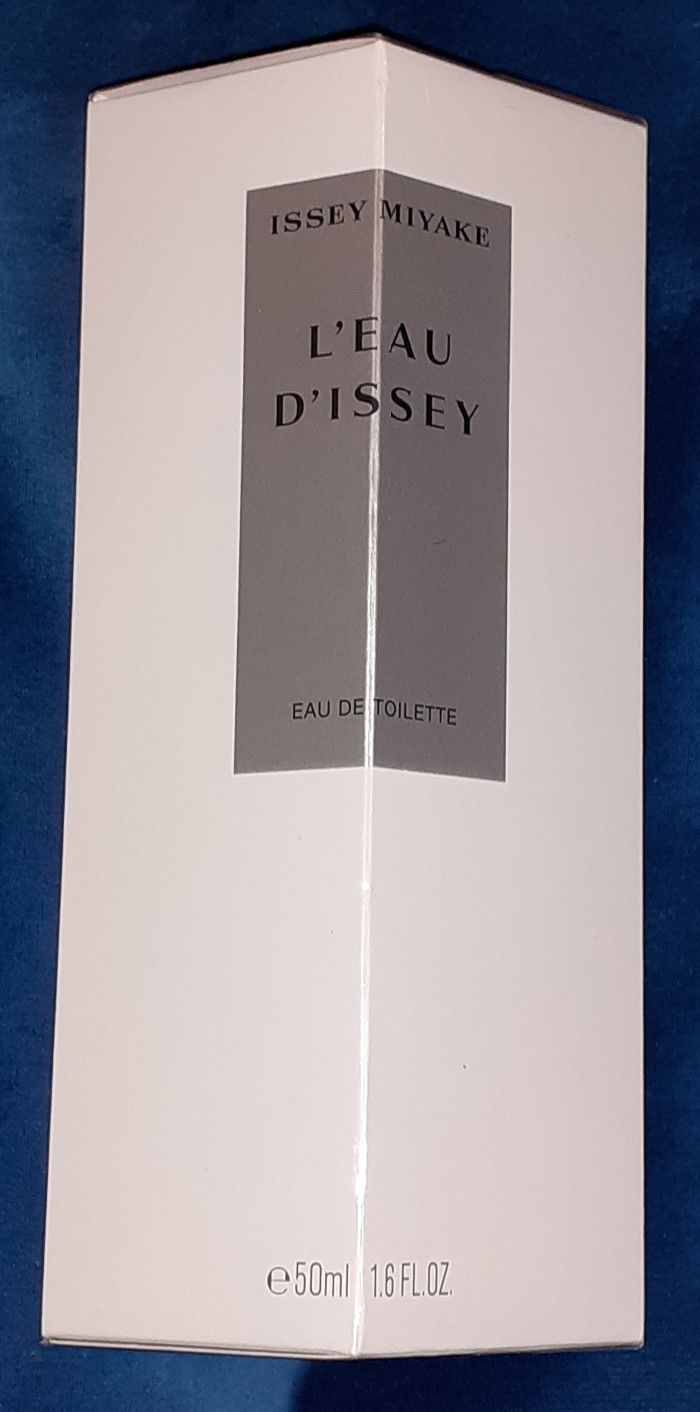 ISSEY MIYAKE
L'EAU
D'ISSEY
EAU DE TOILETTE
℮50ml 1.6 FL.OZ.